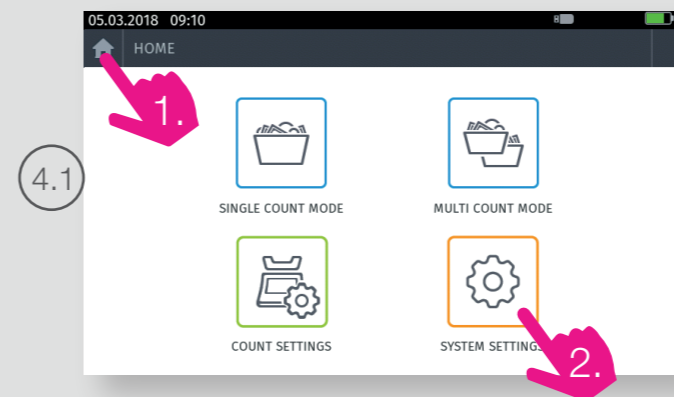 05.03.2018 09:10
HOME
1.
4.1
SINGLE COUNT MODE
MULTI COUNT MODE
COUNT SETTINGS
SYSTEM SETTINGS
2.